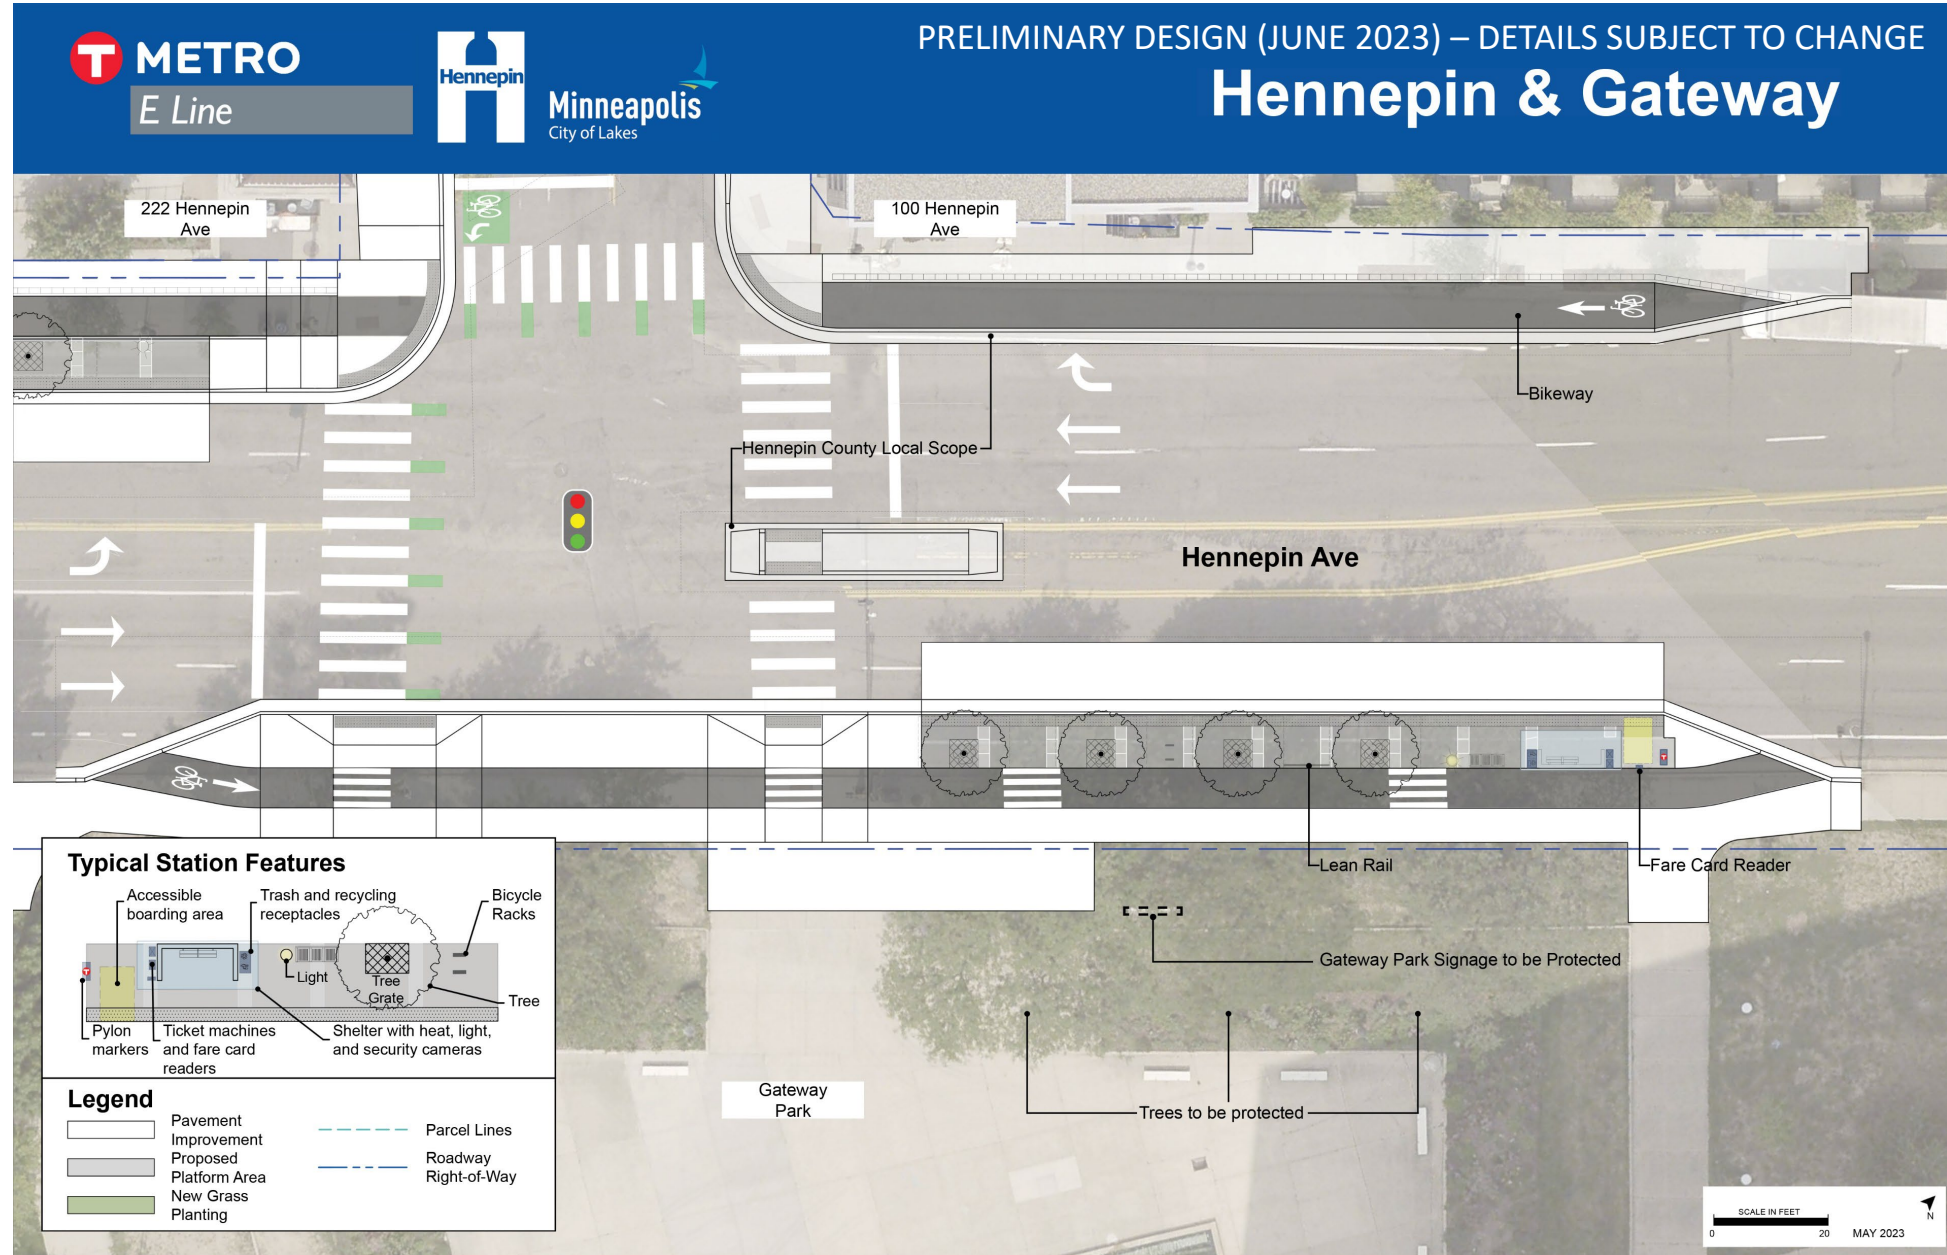 T METRO
E Line
Hennepin
Minneapolis
City of Lakes
PRELIMINARY DESIGN (JUNE 2023) – DETAILS SUBJECT TO CHANGE
Hennepin & Gateway
222 Hennepin
Ave
100 Hennepin
Ave
Bikeway
Hennepin County Local Scope
Hennepin Ave
T
Lean Rail
Fare Card Reader
Gateway Park Signage to be Protected
Trees to be protected
Gateway
Park
Typical Station Features
Accessible
boarding area
Trash and recycling
receptacles
Bicycle
Racks
T
Light
Tree
Grate
Tree
Pylon
markers
Ticket machines
and fare card
readers
Shelter with heat, light,
and security cameras
Legend
Pavement
Improvement
Proposed
Platform Area
New Grass
Planting
Parcel Lines
Roadway
Right-of-Way
SCALE IN FEET
0
20
MAY 2023
N